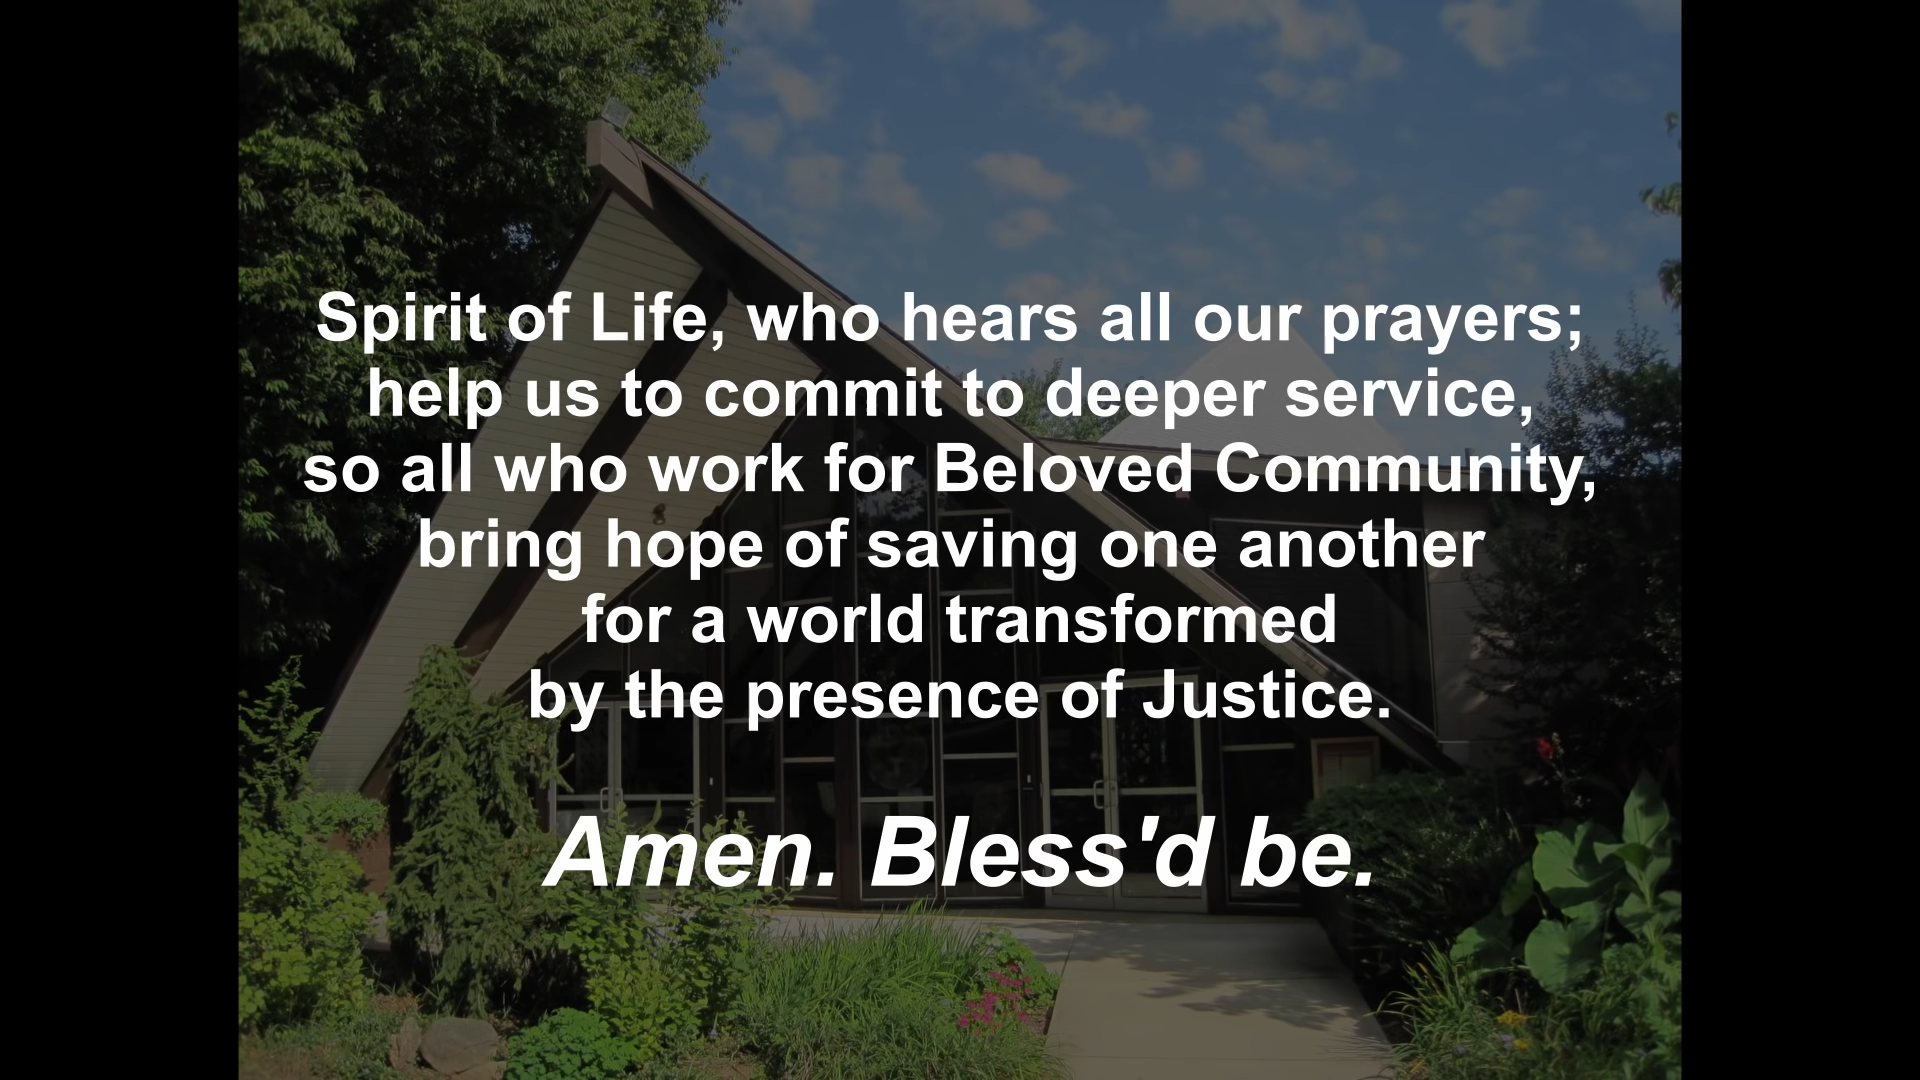 Spirit of Life, who hears all our prayers;
help us to commit to deeper service,
so all who work for Beloved Community,
bring hope of saving one another
for a world transformed
by the presence of Justice.
Amen. Bless'd be.